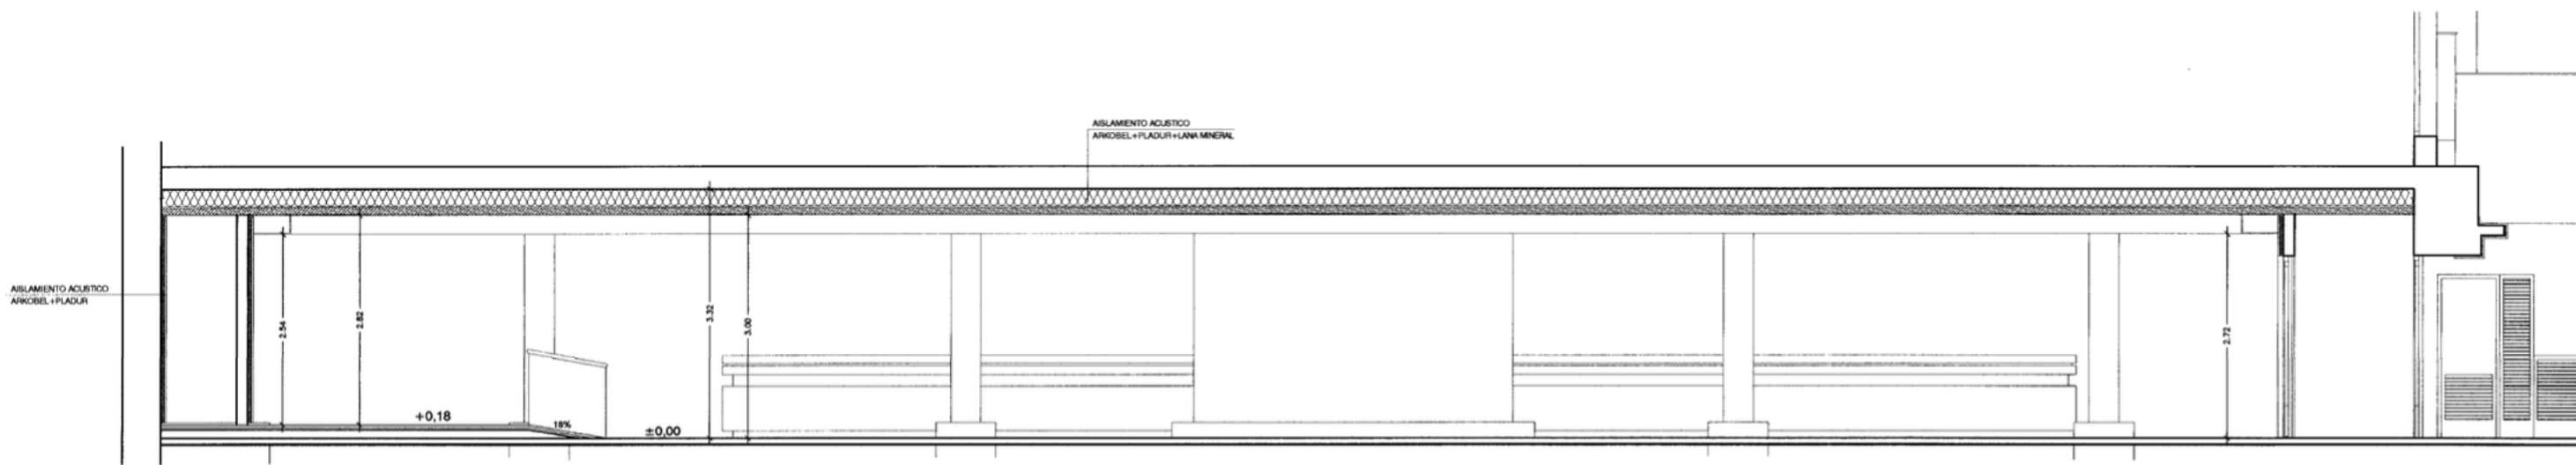 AISLAMIENTO ACUSTICO
ARKOBEL+PLADUR+LANA MINERAL
AISLAMIENTO ACUSTICO
ARKOBEL+PLADUR
2.54
2.82
3.32
3.00
2.72
+0,18
18%
±0,00